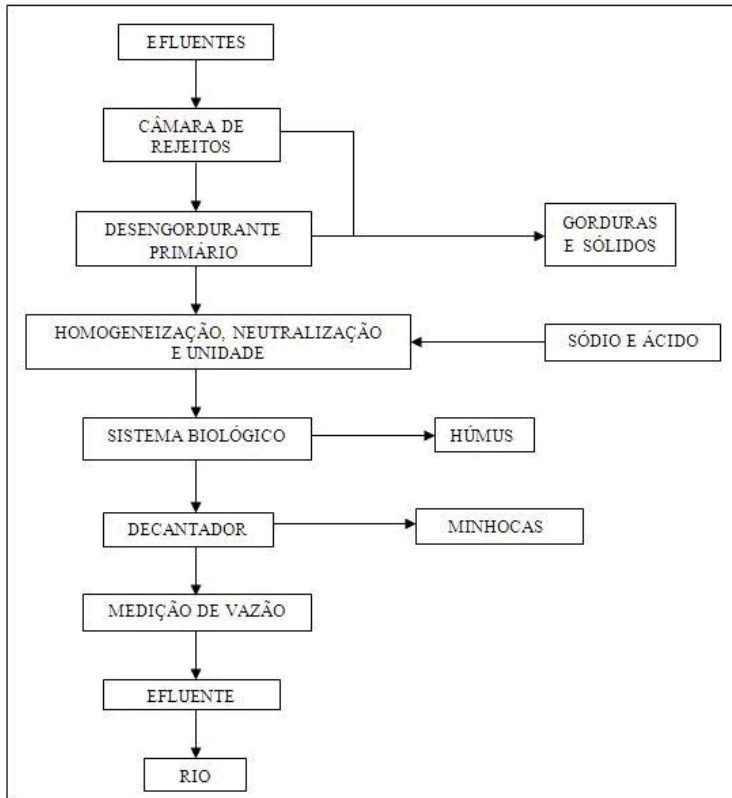 EFLUENTES
CÂMARA DE
REJEITOS
DESENGORDURANTE
PRIMÁRIO
GORDURAS
E SÓLIDOS
HOMOGENEIZAÇÃO, NEUTRALIZAÇÃO
E UNIDADE
SÓDIO E ÁCIDO
SISTEMA BIOLÓGICO
HÚMUS
DECANTADOR
MINHOCAS
MEDIÇÃO DE VAZÃO
EFLUENTE
RIO